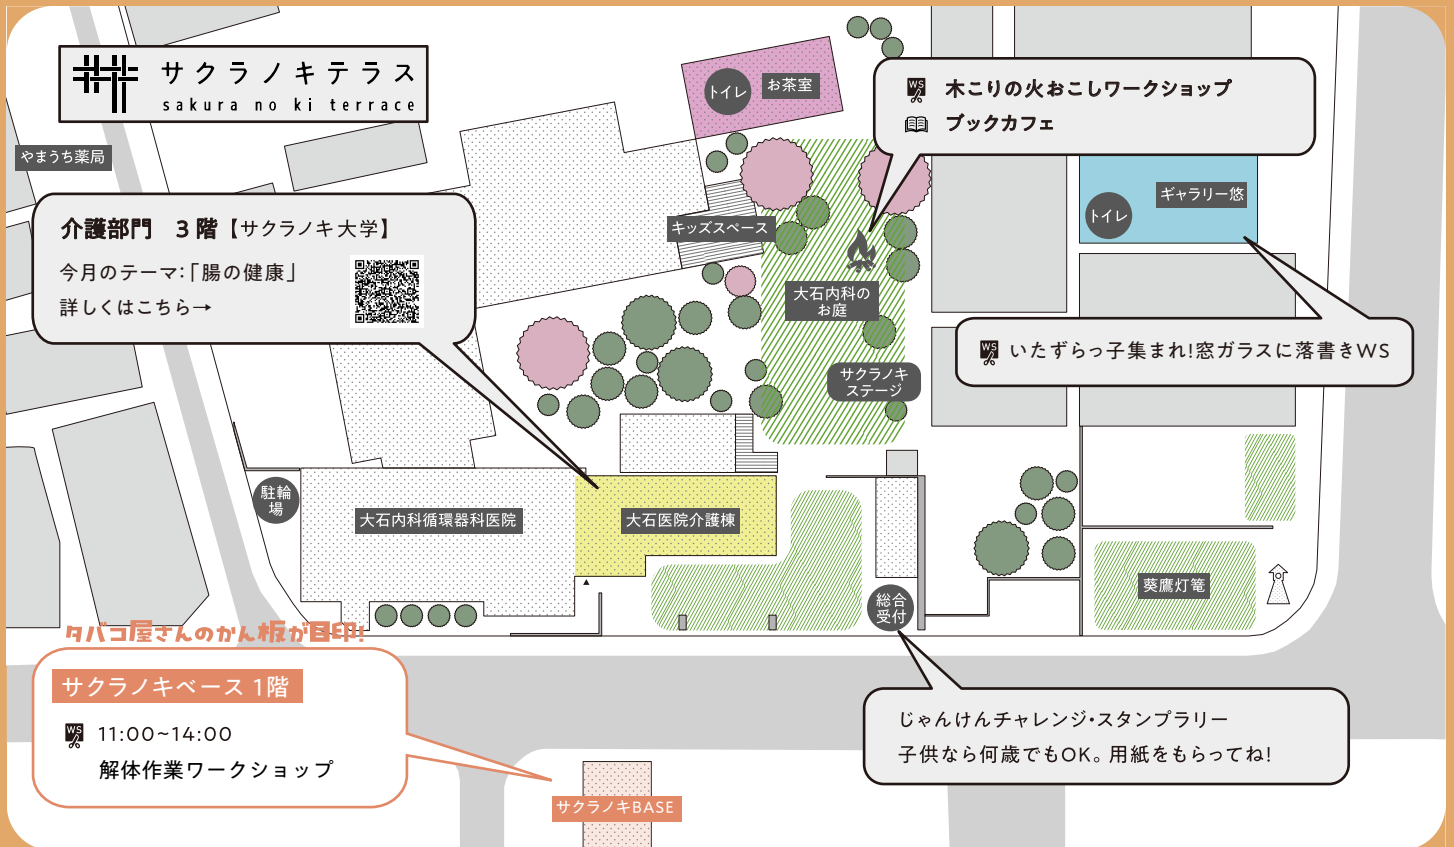 サクラノキテラス
sakura no ki terrace
やまうち薬局
トイレ
お茶室
WS 木こりの火おこしワークショップ
ブックカフェ
トイレ
ギャラリー悠
介護部門 3階【サクラノキ大学】
今月のテーマ:「腸の健康」
詳しくはこちら→
キッズスペース
大石内科の
お庭
サクラノキ
ステージ
WS いたずらっ子集まれ!窓ガラスに落書きWS
駐輪
場
大石内科循環器科医院
大石医院介護棟
総合
受付
葵鷹灯篭
タバコ屋さんのかん板が目印!
サクラノキベース 1階
WS 11:00~14:00
解体作業ワークショップ
サクラノキBASE
じゃんけんチャレンジ・スタンプラリー
子供なら何歳でもOK。用紙をもらってね!